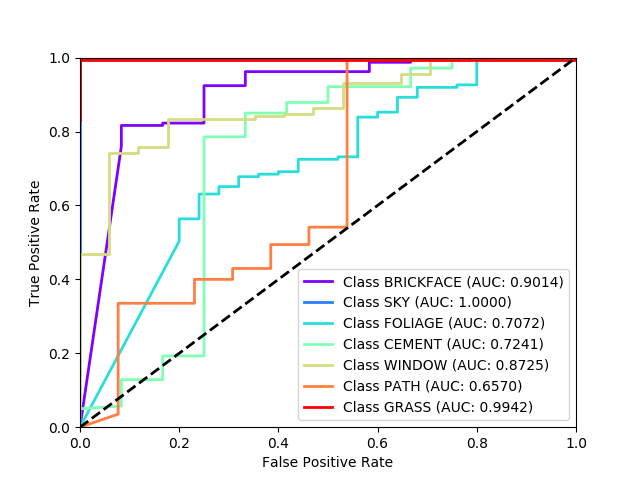 1.0
0.8
0.6
0.4
0.2
0.0
True Positive Rate
Class BRICKFACE (AUC: 0.9014)
Class SKY (AUC: 1.0000)
Class FOLIAGE (AUC: 0.7072)
Class CEMENT (AUC: 0.7241)
Class WINDOW (AUC: 0.8725)
Class PATH (AUC: 0.6570)
Class GRASS (AUC: 0.9942)
0.0 0.2 0.4 0.6 0.8 1.0
False Positive Rate